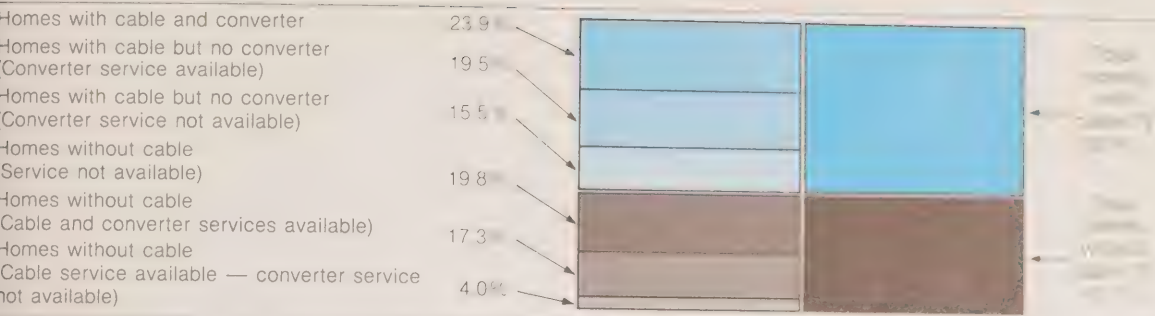 Homes with cable and converter 23.9%
Homes with cable but no converter
(Converter service available) 19.5%
Homes with cable but no converter
(Converter service not available) 15.5%
Homes without cable
(Service not available) 19.8%
Homes without cable
(Cable and converter services available) 17.3%
Homes without cable
(Cable service available — converter service
not available) 4.0%